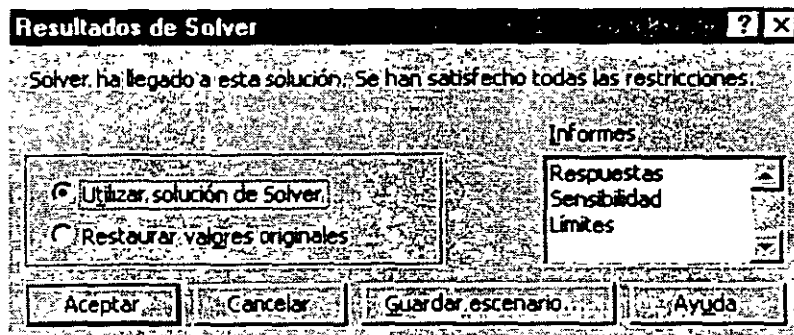 Resultados de Solver ? ×
Solver ha llegado a esta solución. Se han satisfecho todas las restricciones.
Informes
Utilizar solución de Solver
Restaurar valores originales
Respuestas
Sensibilidad
Límites
Aceptar Cancelar Guardar escenario... Ayuda